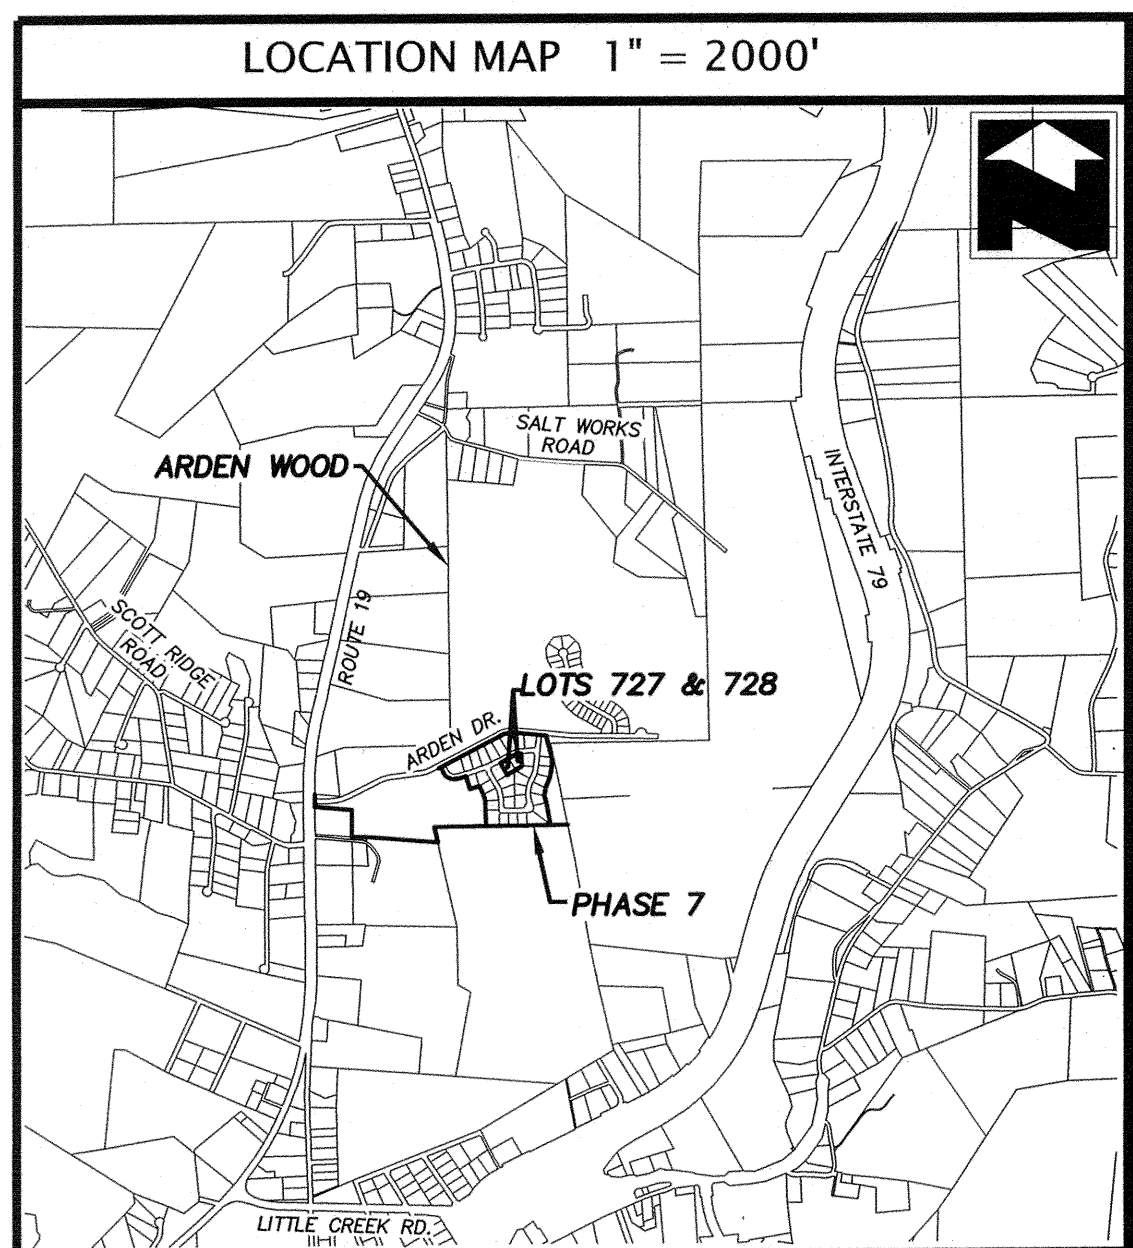 LOCATION MAP 1" = 2000'
N
SALT WORKS
ROAD
ARDEN WOOD
INTERSTATE 79
ROUTE 19
SCOTT RIDGE
ROAD
LOTS 727 & 728
ARDEN DR.
PHASE 7
LITTLE CREEK RD.